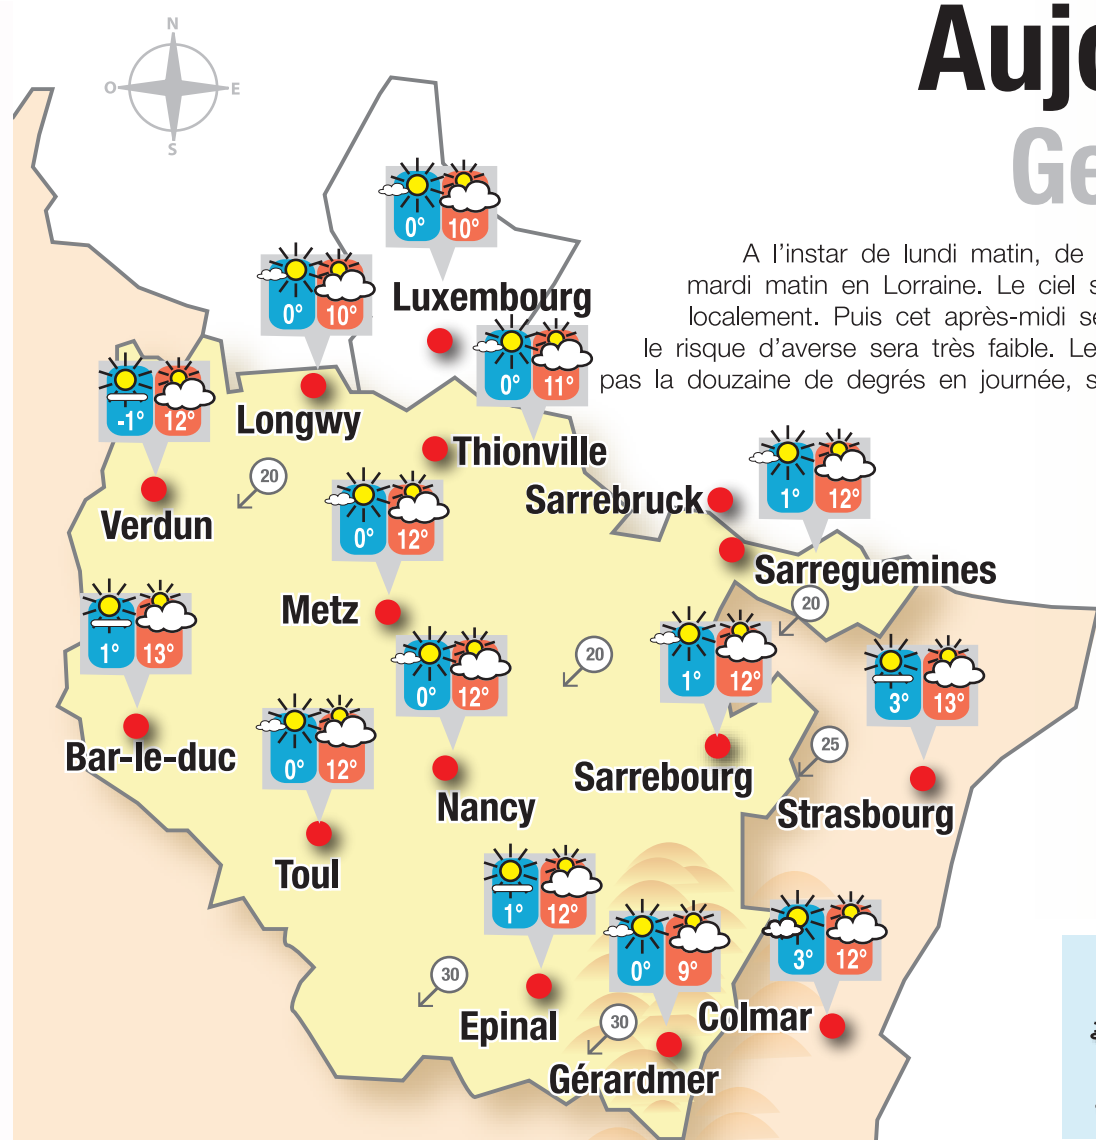 Aujo
Ge
N
O
E
S
A l’instar de lundi matin, de
mardi matin en Lorraine. Le ciel s
localement. Puis cet après-midi se
le risque d’averse sera très faible. Le
pas la douzaine de degrés en journée, s
0° 10°
Luxembourg
0° 10°
Longwy
0° 11°
Thionville
-1° 12°
Verdun
20
0° 12°
Metz
Sarrebruck
1° 12°
Sarreguemines
20
1° 13°
Bar-le-duc
0° 12°
Nancy
20
1° 12°
Sarrebourg
3° 13°
Strasbourg
25
0° 12°
Toul
1° 12°
Epinal
0° 9°
Gérardmer
3° 12°
Colmar
30
30